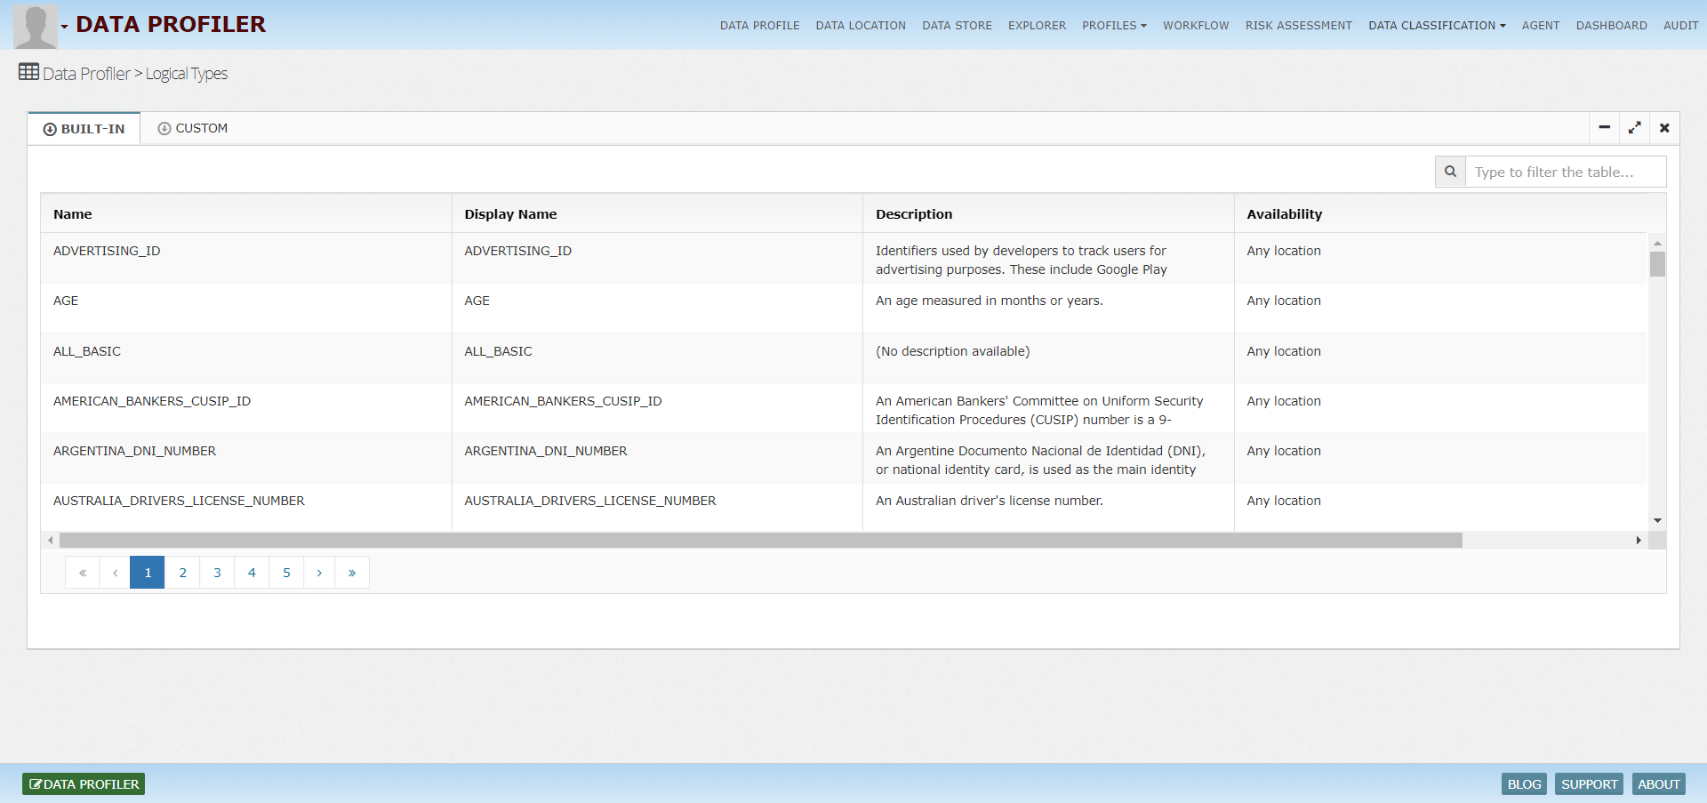 DATA PROFILER
DATA PROFILE DATA LOCATION DATA STORE EXPLORER PROFILES WORKFLOW RISK ASSESSMENT DATA CLASSIFICATION AGENT DASHBOARD AUDIT
Data Profiler > Logical Types
BUILT-IN CUSTOM
Type to filter the table...
Name Display Name Description Availability
ADVERTISING_ID ADVERTISING_ID Identifiers used by developers to track users for Any location
advertising purposes. These include Google Play
AGE AGE An age measured in months or years. Any location
ALL_BASIC ALL_BASIC (No description available) Any location
AMERICAN_BANKERS_CUSIP_ID AMERICAN_BANKERS_CUSIP_ID An American Bankers' Committee on Uniform Security Any location
Identification Procedures (CUSIP) number is a 9-
ARGENTINA_DNI_NUMBER ARGENTINA_DNI_NUMBER An Argentine Documento Nacional de Identidad (DNI), Any location
or national identity card, is used as the main identity
AUSTRALIA_DRIVERS_LICENSE_NUMBER AUSTRALIA_DRIVERS_LICENSE_NUMBER An Australian driver's license number. Any location
« ‹ 1 2 3 4 5 › »
DATA PROFILER BLOG SUPPORT ABOUT